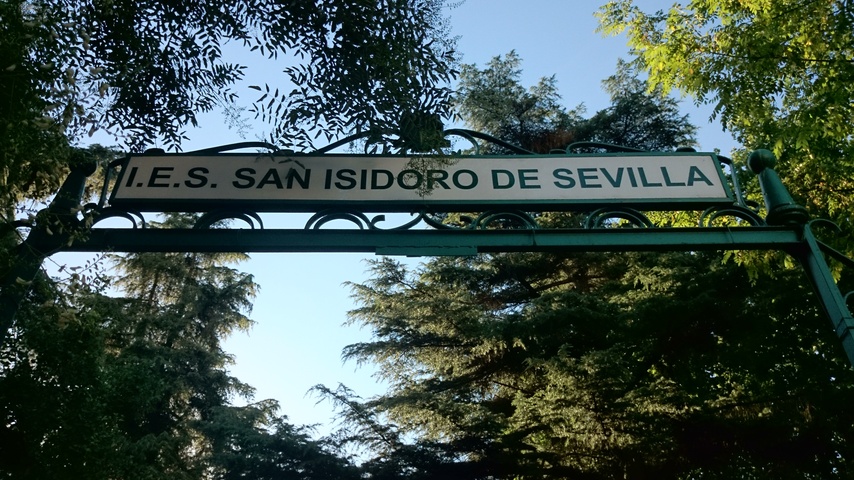 I.E.S. SAN ISIDORO DE SEVILLA